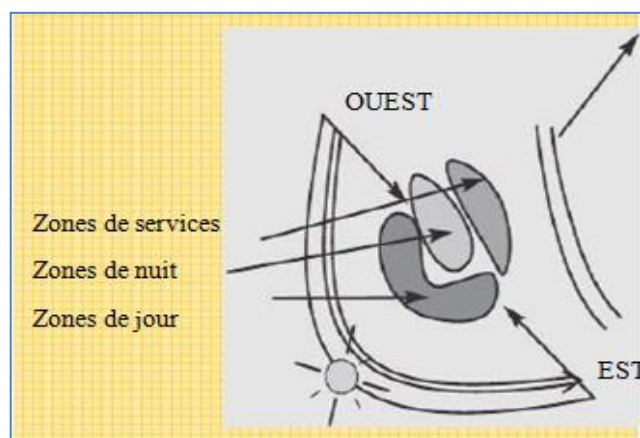 OUEST
Zones de services
Zones de nuit
Zones de jour
EST